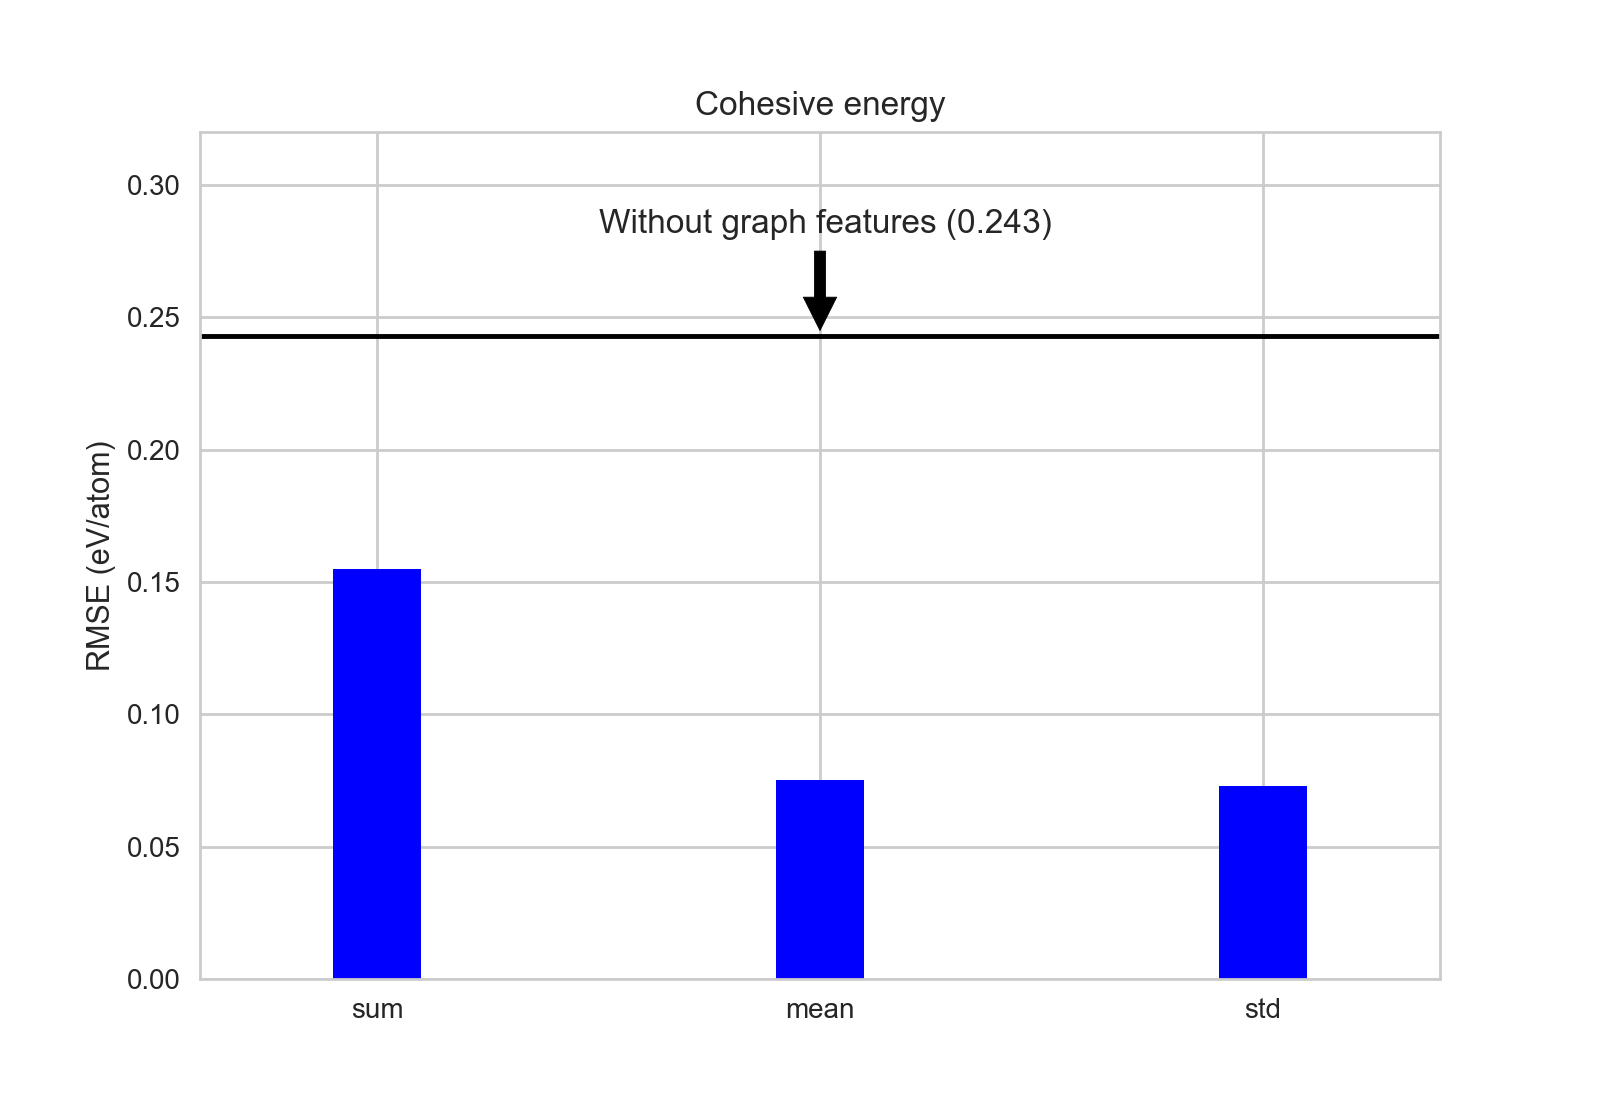 Cohesive energy
0.30
Without graph features (0.243)
0.25
0.20
0.15
0.10
0.05
0.00
RMSE (eV/atom)
sum
mean
std